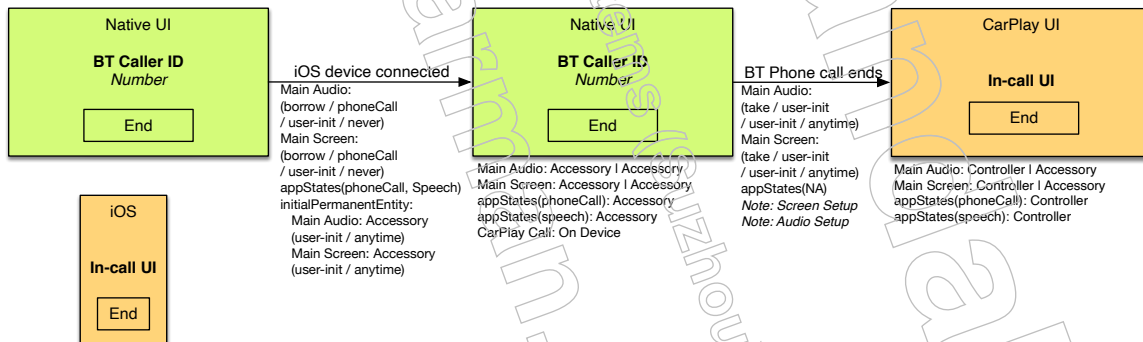 Native UI
BT Caller ID
Number
End
iOS device connected
Main Audio:
(borrow / phoneCall
/ user-init / never)
Main Screen:
(borrow / phoneCall
/ user-init / never)
appStates(phoneCall, Speech)
initialPermanentEntity:
Main Audio: Accessory
(user-init / anytime)
Main Screen: Accessory
(user-init / anytime)
Native UI
BT Caller ID
Number
End
Main Audio: Accessory | Accessory
Main Screen: Accessory | Accessory
appStates(phoneCall): Accessory
appStates(speech): Accessory
CarPlay Call: On Device
BT Phone call ends
Main Audio:
(take / user-init
/ user-init / anytime)
Main Screen:
(take / user-init
/ user-init / anytime)
appStates(NA)
Note: Screen Setup
Note: Audio Setup
CarPlay UI
In-call UI
End
Main Audio: Controller | Accessory
Main Screen: Controller | Accessory
appStates(phoneCall): Controller
appStates(speech): Controller
iOS
In-call UI
End